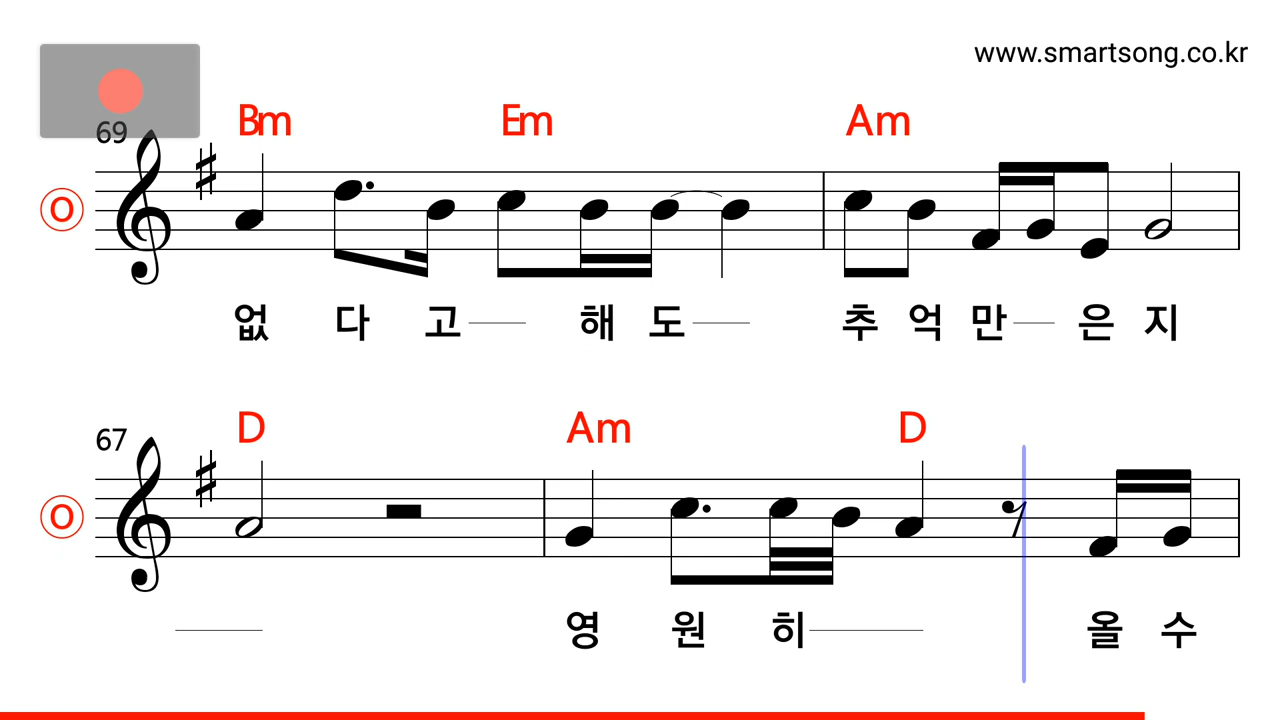 www.smartsong.co.kr
69
Bm Em Am
O
없 다 고 해 도 추 억 만 은 지
67
D Am D
O
영 원 히 올 수